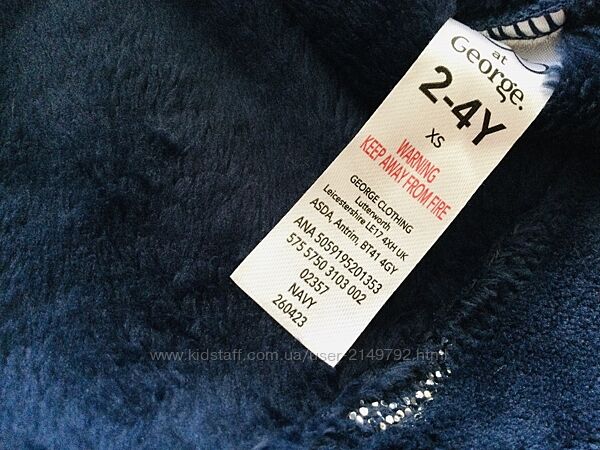 at
George.
2-4Y
XS
WARNING
KEEP AWAY FROM FIRE
GEORGE CLOTHING
Lutterworth
Leicestershire LE17 4XH UK
ASDA, Antrim, BT41 4GY
ANA 5059195201353
575 5750 3103 002
02357
NAVY
260423
www.kidstaff.com.ua/user-2149792.html